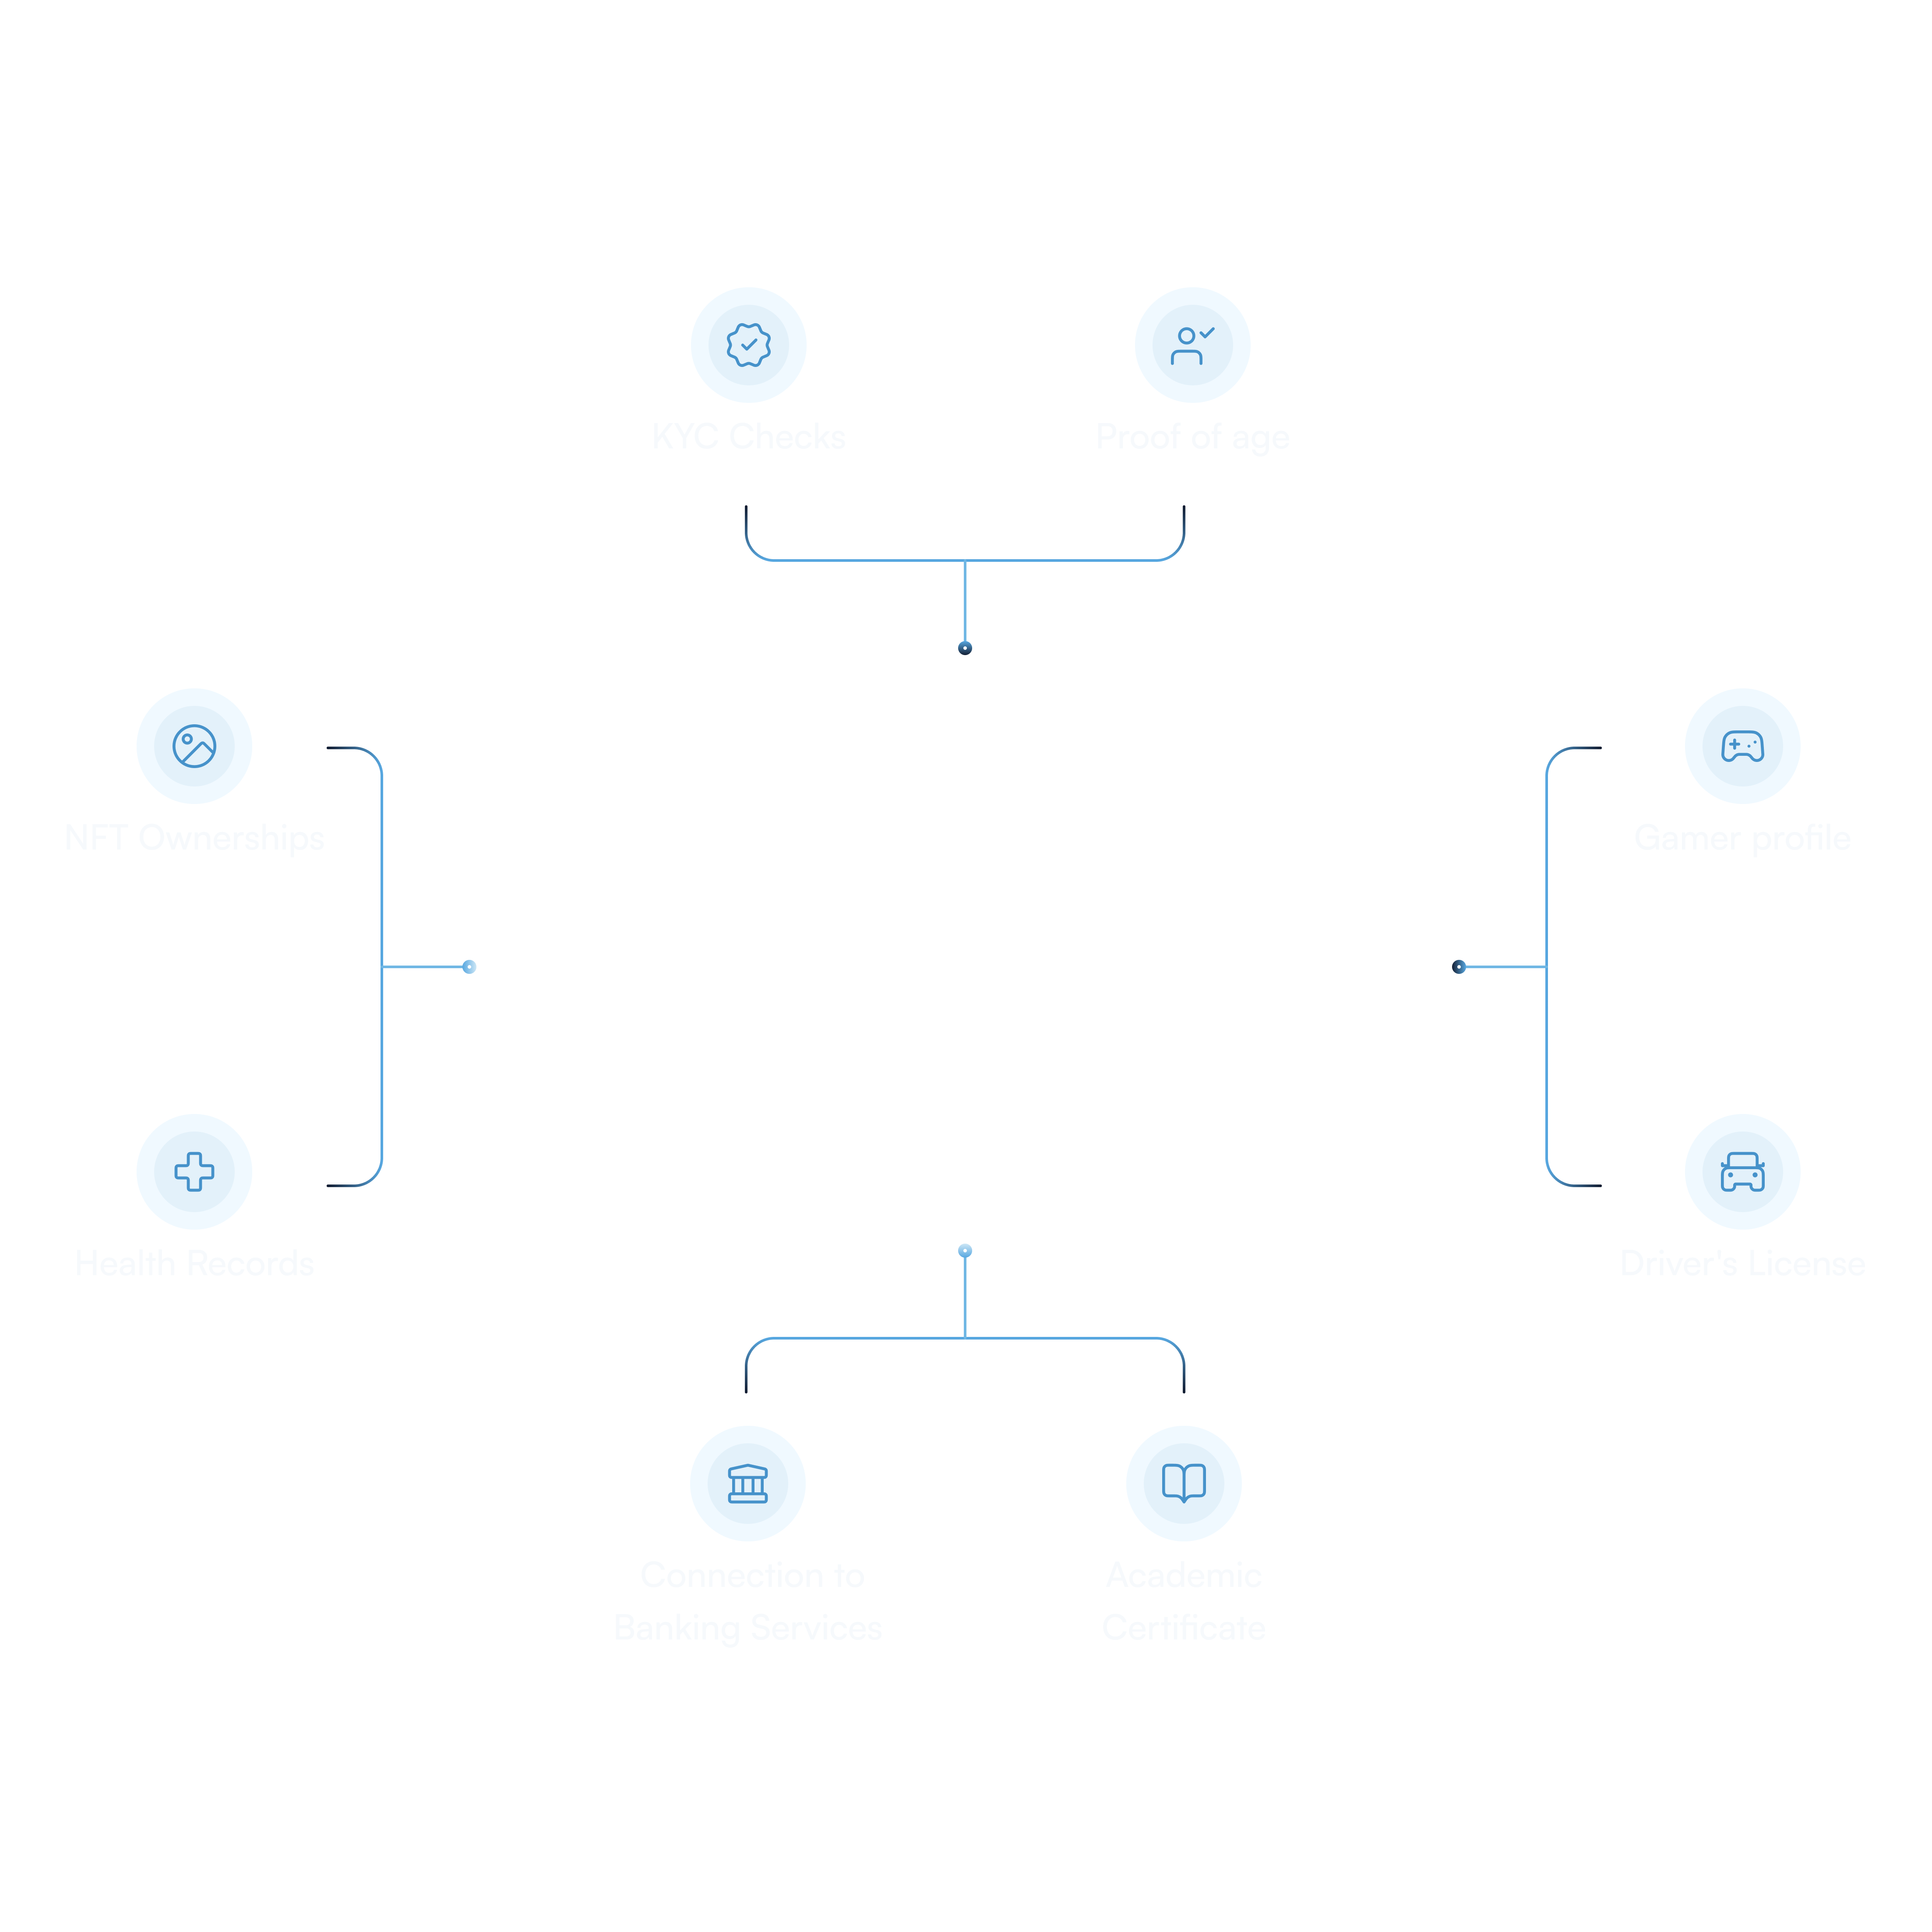 KYC Checks
Proof of age
NFT Ownerships
Gamer profile
Health Records
Driver's License
Connection to
Banking Services
Academic
Certificate